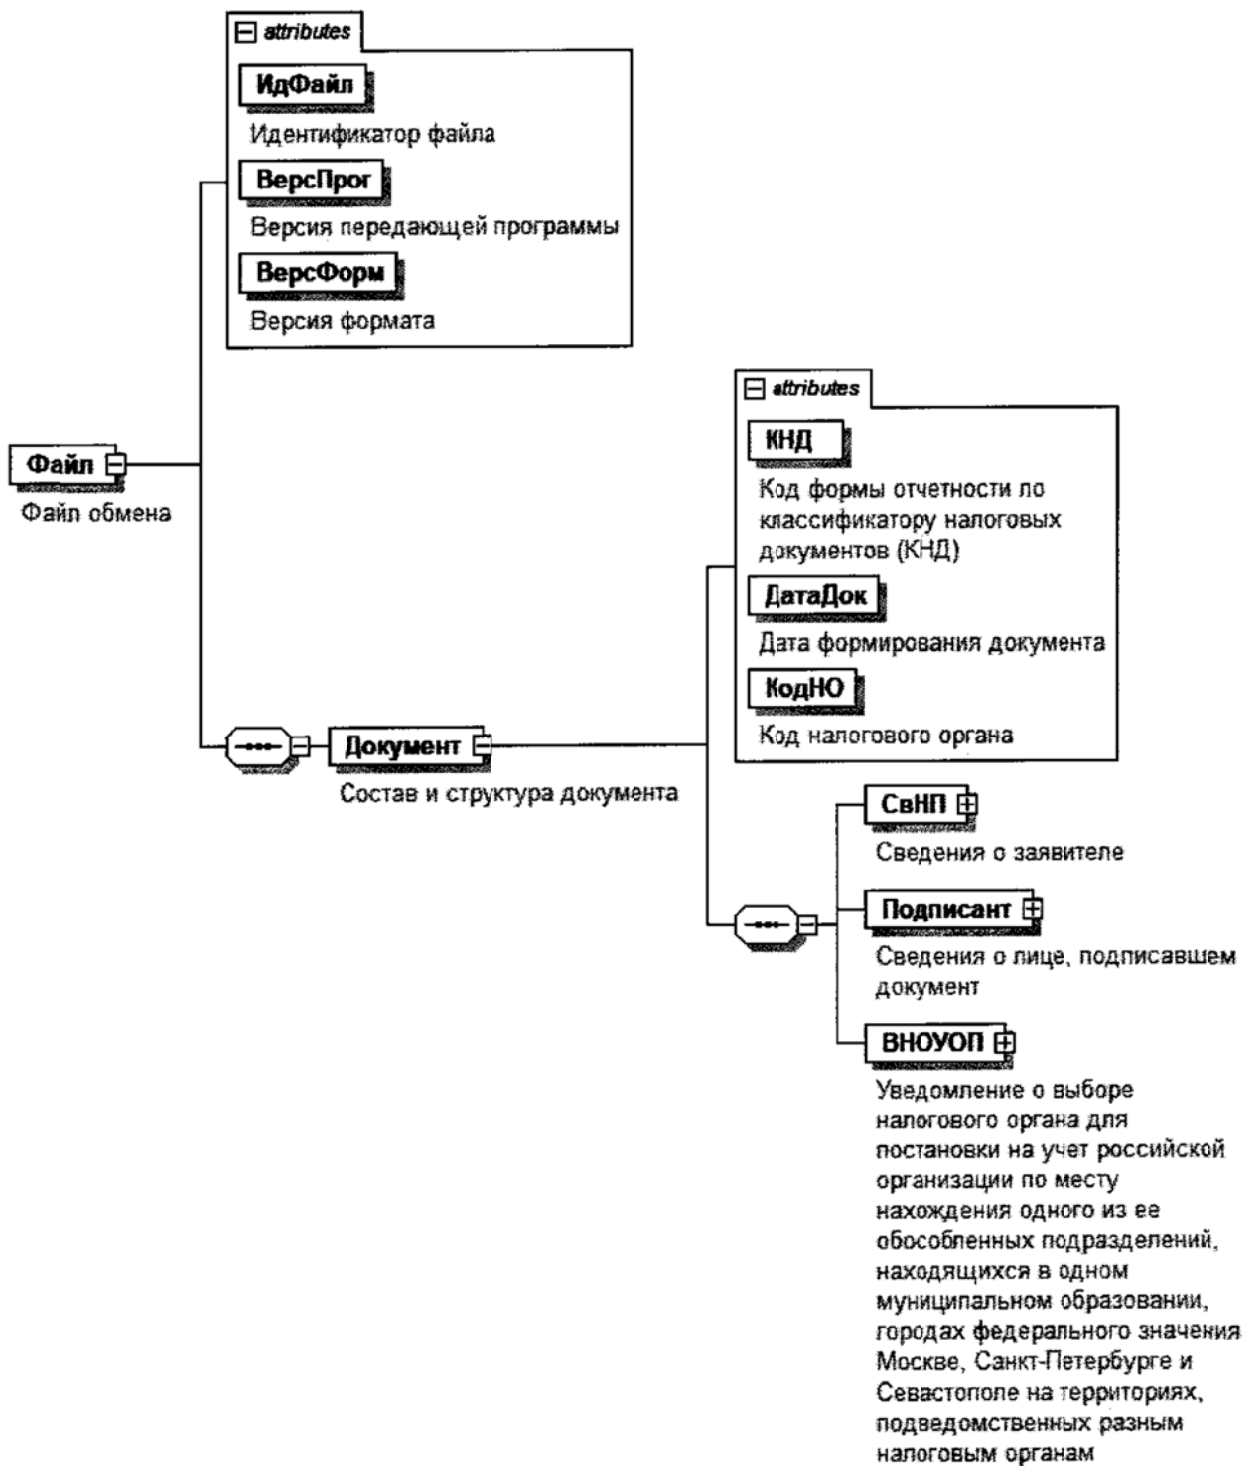 attributes
ИдФайл
Идентификатор файла
ВерсПрог
Версия передающей программы
ВерсФорм
Версия формата
Файл
Файл обмена
attributes
КНД
Код формы отчетности по
классификатору налоговых
документов (КНД)
ДатаДок
Дата формирования документа
КодНО
Код налогового органа
Документ
Состав и структура документа
СвНП
Сведения о заявителе
Подписант
Сведения о лице, подписавшем
документ
ВНОУОП
Уведомление о выборе
налогового органа для
постановки на учет российской
организации по месту
нахождения одного из ее
обособленных подразделений,
находящихся в одном
муниципальном образовании,
городах федерального значения
Москве, Санкт-Петербурге и
Севастополе на территориях,
подведомственных разным
налоговым органам